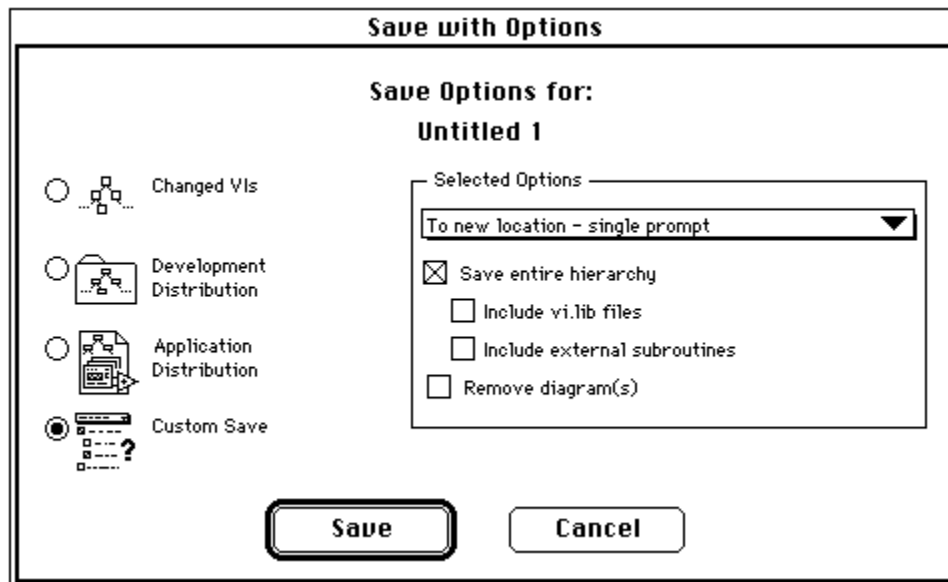 Save with Options
Save Options for:
Untitled 1
Changed VIs
Development
Distribution
Application
Distribution
Custom Save
Selected Options
To new location - single prompt
Save entire hierarchy
Include vi.lib files
Include external subroutines
Remove diagram(s)
Save
Cancel